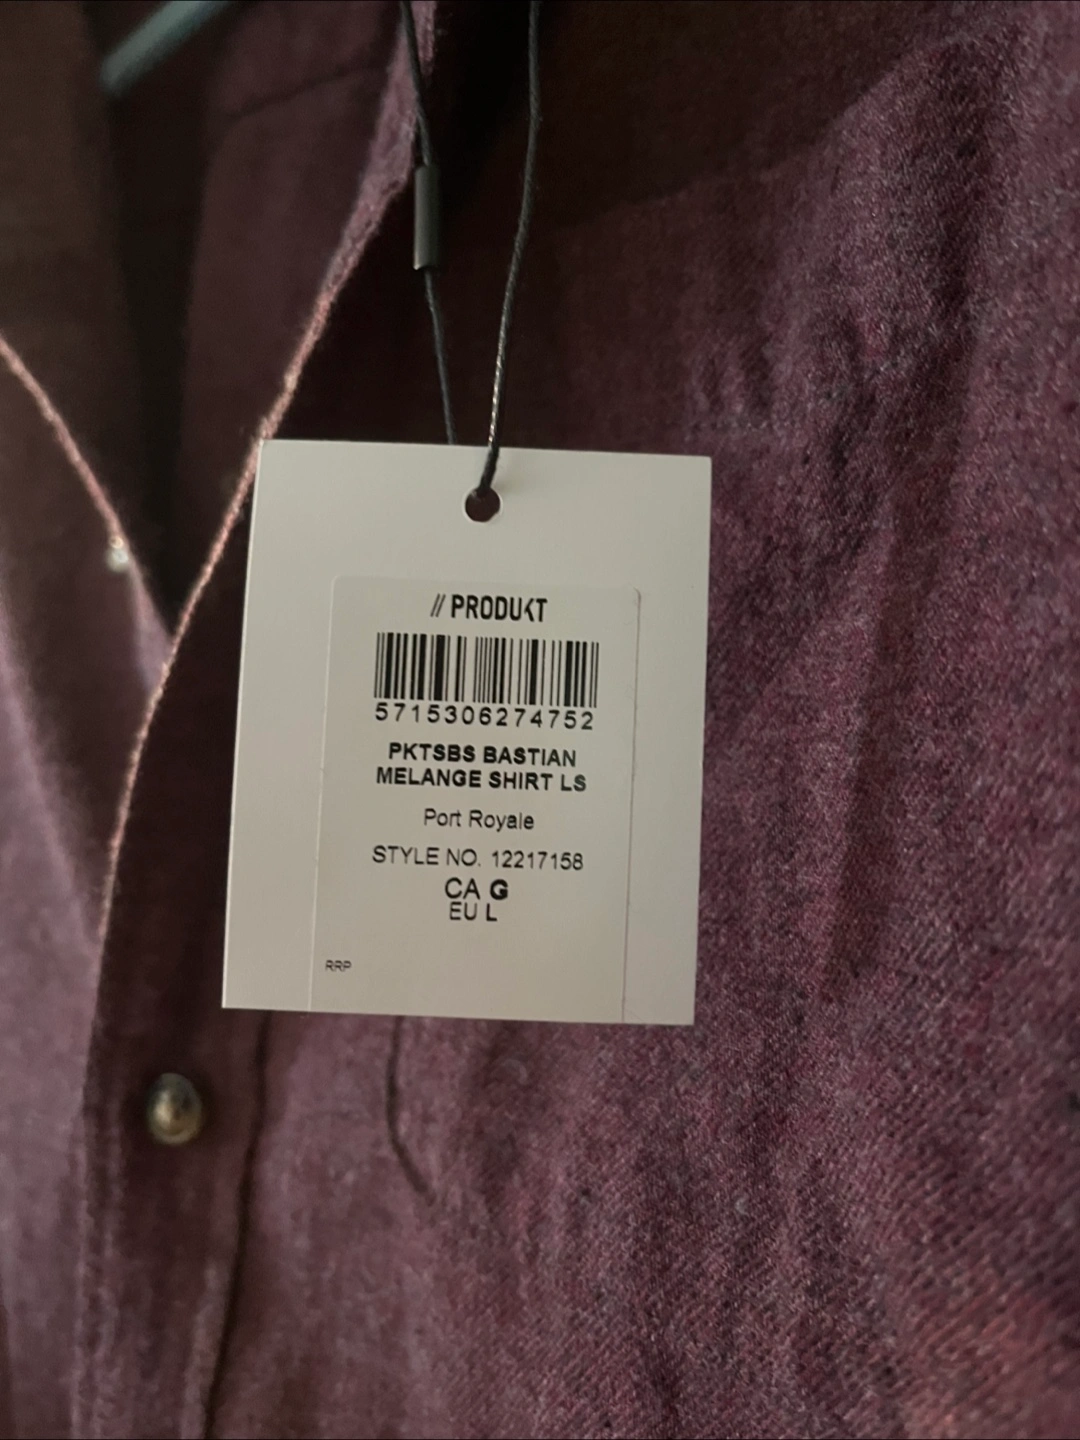 // PRODUKT
5715306274752
PKTSBS BASTIAN
MELANGE SHIRT LS
Port Royale
STYLE NO. 12217158
CA G
EU L
RRP